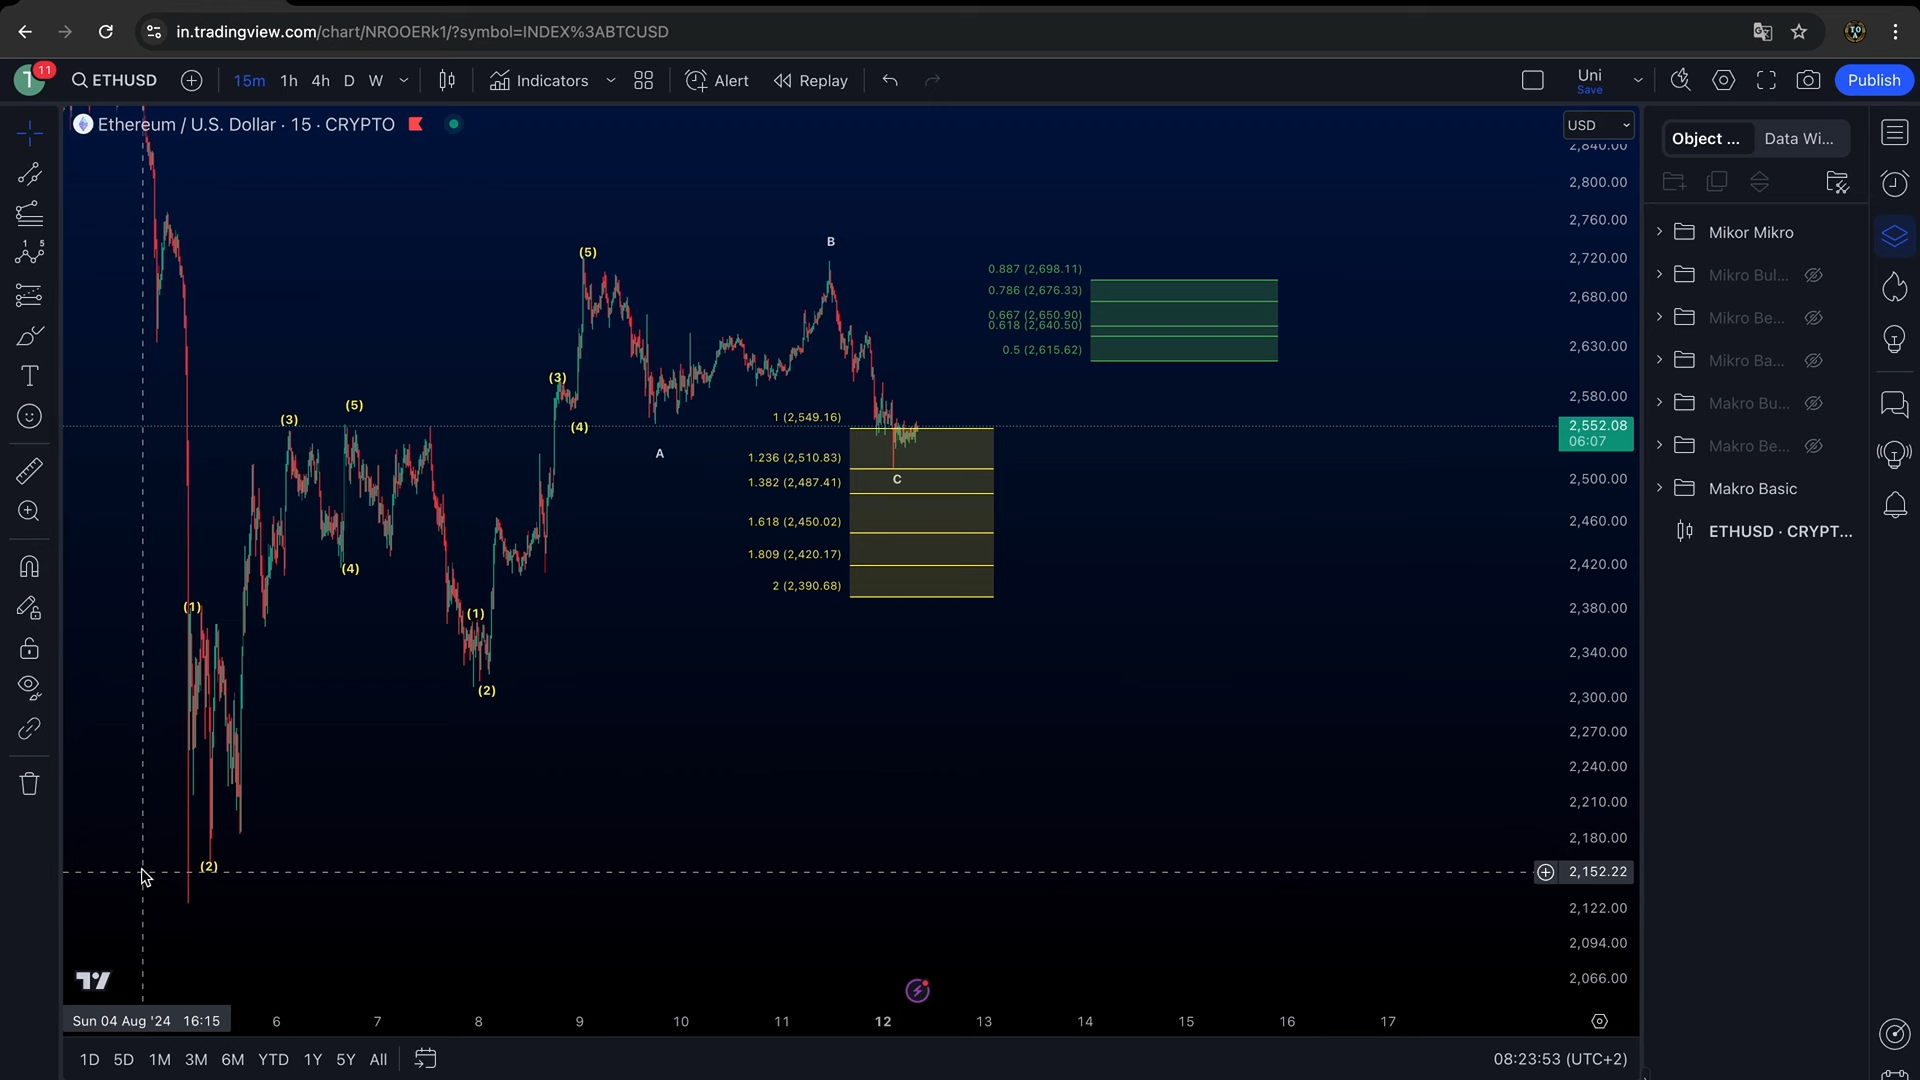 in.tradingview.com/chart/NROOERk1/?symbol=INDEX%3ABTCUSD
T 11 ETHUSD 15m 1h 4h D W Indicators Alert Replay Uni Save Publish
Ethereum / U.S. Dollar · 15 · CRYPTO
USD
Object ... Data Wi...
2,840.00
2,800.00
2,760.00
2,720.00
2,680.00
2,630.00
2,580.00
2,552.08
06:07
2,500.00
2,460.00
2,420.00
2,380.00
2,340.00
2,300.00
2,270.00
2,240.00
2,210.00
2,180.00
2,152.22
2,122.00
2,094.00
2,066.00
Mikor Mikro
Mikro Bul...
Mikro Be...
Makro Ba...
Makro Bu...
Makro Be...
Makro Basic
ETHUSD · CRYPT...
(5)
B
0.887 (2,698.11)
0.786 (2,676.33)
0.667 (2,650.90)
0.618 (2,640.50)
0.5 (2,615.62)
(3)
(5)
(3)
(4)
1 (2,549.16)
A
1.236 (2,510.83)
C
1.382 (2,487.41)
1.618 (2,450.02)
1.809 (2,420.17)
2 (2,390.68)
(4)
(1)
(1)
(2)
(2)
Sun 04 Aug '24 16:15 6 7 8 9 10 11 12 13 14 15 16 17
1D 5D 1M 3M 6M YTD 1Y 5Y All
08:23:53 (UTC+2)